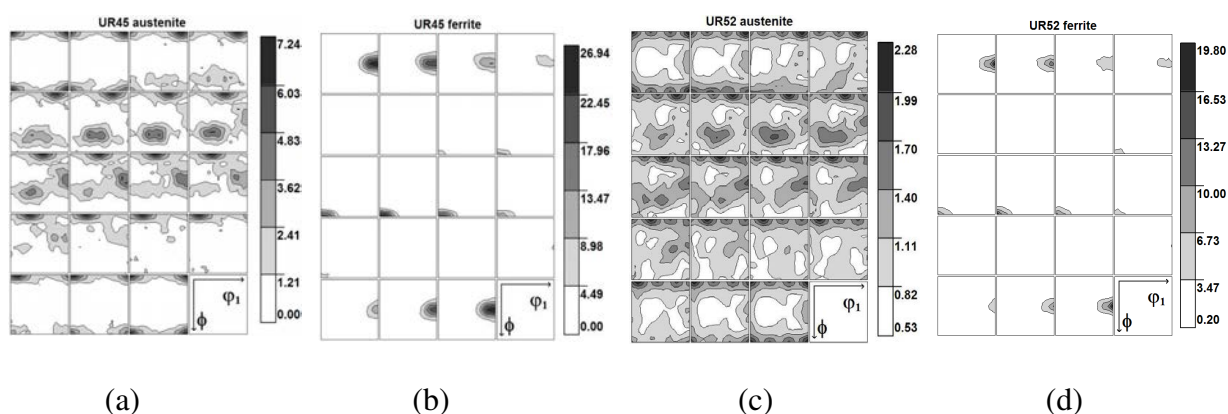 UR45 austenite
7.24
6.03
4.83
3.62
2.41
1.21
0.00
φ1
ϕ
UR45 ferrite
26.94
22.45
17.96
13.47
8.98
4.49
0.00
φ1
ϕ
UR52 austenite
2.28
1.99
1.70
1.40
1.11
0.82
0.53
φ1
ϕ
UR52 ferrite
19.80
16.53
13.27
10.00
6.73
3.47
0.20
φ1
ϕ
(a) (b) (c) (d)